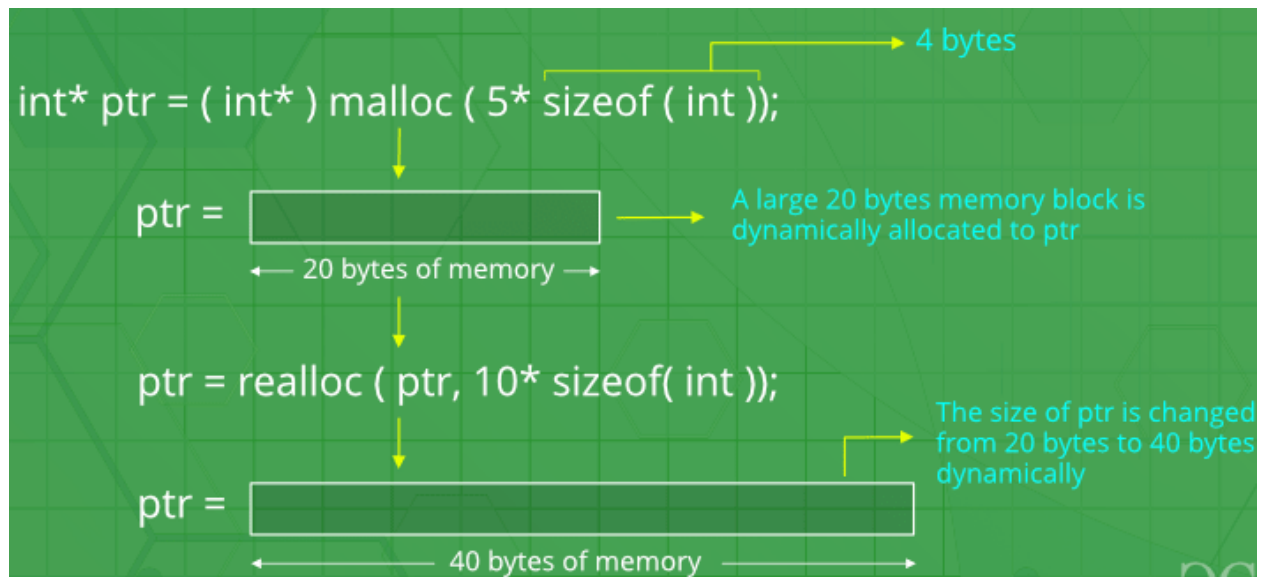 4 bytes
int* ptr = ( int* ) malloc ( 5* sizeof ( int ));
ptr =
A large 20 bytes memory block is
dynamically allocated to ptr
20 bytes of memory
ptr = realloc ( ptr, 10* sizeof( int ));
The size of ptr is changed
from 20 bytes to 40 bytes
dynamically
ptr =
40 bytes of memory